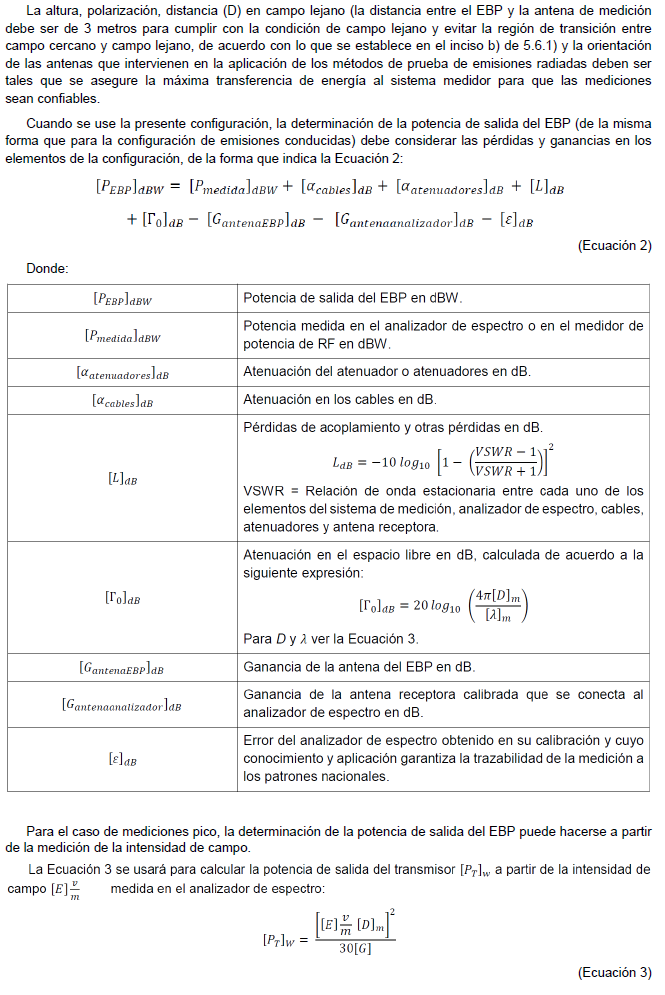 La altura, polarización, distancia (D) en campo lejano (la distancia entre el EBP y la antena de medición
debe ser de 3 metros para cumplir con la condición de campo lejano y evitar la región de transición entre
campo cercano y campo lejano, de acuerdo con lo que se establece en el inciso b) de 5.6.1) y la orientación
de las antenas que intervienen en la aplicación de los métodos de prueba de emisiones radiadas deben ser
tales que se asegure la máxima transferencia de energía al sistema medidor para que las mediciones
sean confiables.
Cuando se use la presente configuración, la determinación de la potencia de salida del EBP (de la misma
forma que para la configuración de emisiones conducidas) debe considerar las pérdidas y ganancias en los
elementos de la configuración, de la forma que indica la Ecuación 2:
[P_EBP]_dBW = [P_medida]_dBW + [α_cables]_dB + [α_atenuadores]_dB + [L]_dB
+ [Γ_0]_dB − [G_antenaEBP]_dB − [G_antenaanalizador]_dB − [ε]_dB
(Ecuación 2)
Donde:
[P_EBP]_dBW Potencia de salida del EBP en dBW.
[P_medida]_dBW Potencia medida en el analizador de espectro o en el medidor de
potencia de RF en dBW.
[α_atenuadores]_dB Atenuación del atenuador o atenuadores en dB.
[α_cables]_dB Atenuación en los cables en dB.
[L]_dB Pérdidas de acoplamiento y otras pérdidas en dB.
L_dB = −10 log_10 [1 − ((VSWR − 1)/(VSWR + 1))]^2
VSWR = Relación de onda estacionaria entre cada uno de los
elementos del sistema de medición, analizador de espectro, cables,
atenuadores y antena receptora.
[Γ_0]_dB Atenuación en el espacio libre en dB, calculada de acuerdo a la
siguiente expresión:
[Γ_0]_dB = 20 log_10 (4π[D]_m/[λ]_m)
Para D y λ ver la Ecuación 3.
[G_antenaEBP]_dB Ganancia de la antena del EBP en dB.
[G_antenaanalizador]_dB Ganancia de la antena receptora calibrada que se conecta al
analizador de espectro en dB.
[ε]_dB Error del analizador de espectro obtenido en su calibración y cuyo
conocimiento y aplicación garantiza la trazabilidad de la medición a
los patrones nacionales.
Para el caso de mediciones pico, la determinación de la potencia de salida del EBP puede hacerse a partir
de la medición de la intensidad de campo.
La Ecuación 3 se usará para calcular la potencia de salida del transmisor [P_T]_w a partir de la intensidad de
campo [E] v/m medida en el analizador de espectro:
[P_T]_W = [[E] v/m [D]_m]^2 / 30[G]
(Ecuación 3)